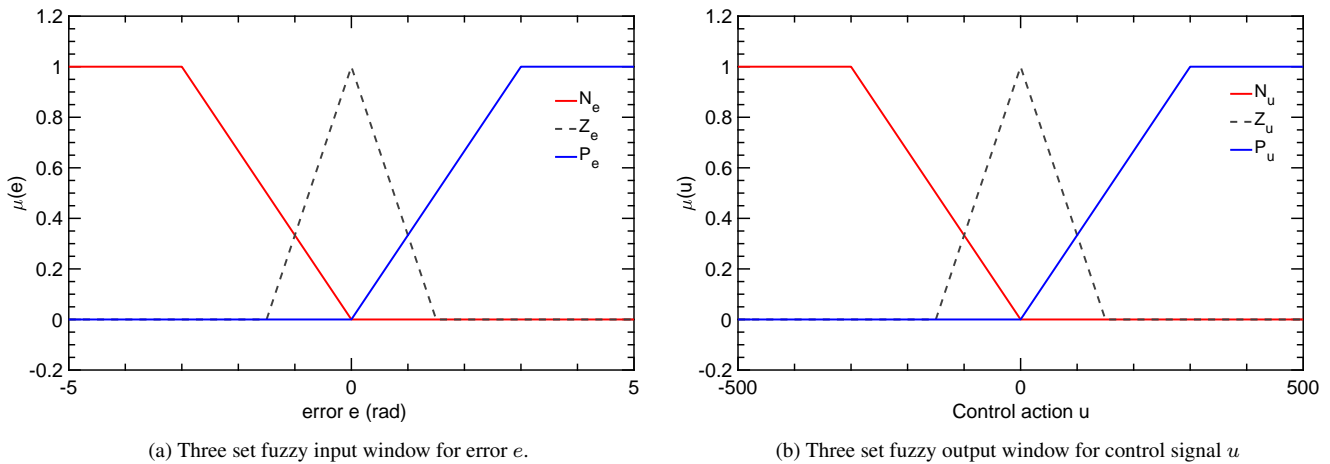 1.2
1
0.8
0.6
0.4
0.2
0
-0.2
μ(e)
N_e
Z_e
P_e
-5 0 5
error e (rad)
(a) Three set fuzzy input window for error e.
1.2
1
0.8
0.6
0.4
0.2
0
-0.2
μ(u)
N_u
Z_u
P_u
-500 0 500
Control action u
(b) Three set fuzzy output window for control signal u